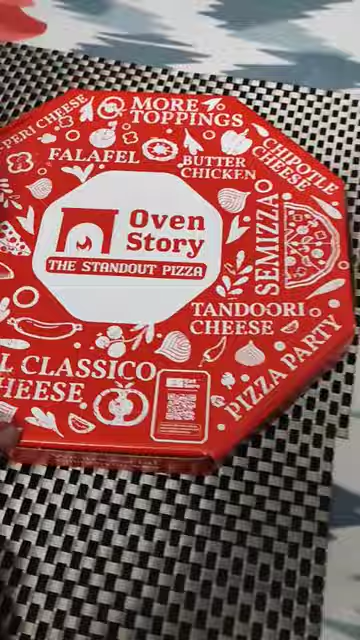 -PERI CHEESE
MORE
TOPPINGS
FALAFEL
BUTTER
CHICKEN
CHIPOTLE
CHEESE
Oven
Story
THE STANDOUT PIZZA
SEMIZZA
TANDOORI
CHEESE
L CLASSICO
HEESE
PIZZA PARTY